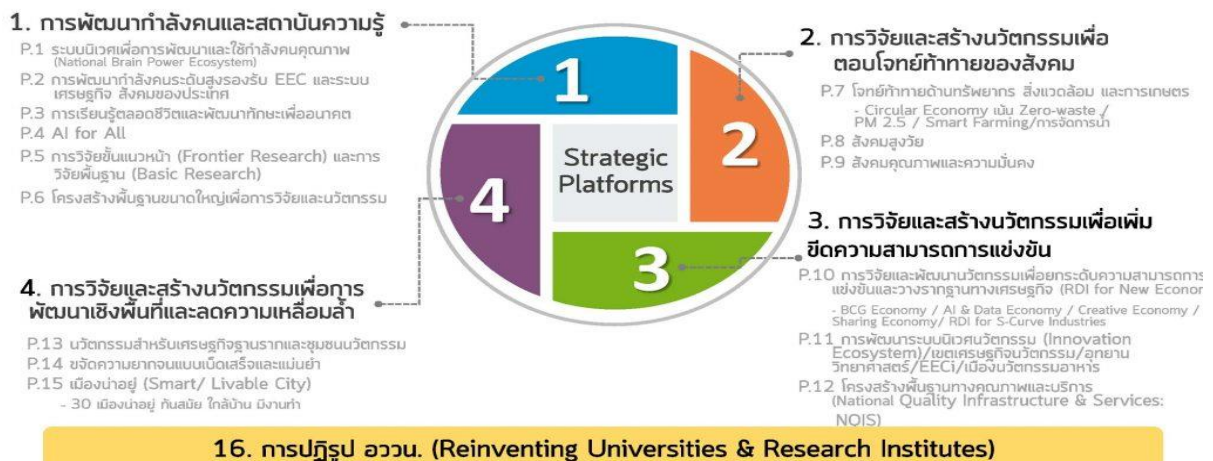 1. การพัฒนากำลังคนและสถาบันความรู้
P.1 ระบบนิเวศเพื่อการพัฒนาและใช้กำลังคนคุณภาพ
(National Brain Power Ecosystem)
P.2 การพัฒนากำลังคนระดับสูงรองรับ EEC และระบบ
เศรษฐกิจ สังคมของประเทศ
P.3 การเรียนรู้ตลอดชีวิตและพัฒนาทักษะเพื่ออนาคต
P.4 AI for All
P.5 การวิจัยขั้นแนวหน้า (Frontier Research) และการ
วิจัยพื้นฐาน (Basic Research)
P.6 โครงสร้างพื้นฐานขนาดใหญ่เพื่อการวิจัยและนวัตกรรม
1
2
3
4
Strategic
Platforms
2. การวิจัยและสร้างนวัตกรรมเพื่อ
ตอบโจทย์ท้าทายของสังคม
P.7 โจทย์ท้าทายด้านทรัพยากร สิ่งแวดล้อม และการเกษตร
- Circular Economy เน้น Zero-waste /
PM 2.5 / Smart Farming/การจัดการน้ำ
P.8 สังคมสูงวัย
P.9 สังคมคุณภาพและความมั่นคง
3. การวิจัยและสร้างนวัตกรรมเพื่อเพิ่ม
ขีดความสามารถการแข่งขัน
P.10 การวิจัยและพัฒนานวัตกรรมเพื่อยกระดับความสามารถการ
แข่งขันและวางรากฐานทางเศรษฐกิจ (RDI for New Econor
- BCG Economy / AI & Data Economy / Creative Economy /
Sharing Economy/ RDI for S-Curve Industries
P.11 การพัฒนาระบบนิเวศนวัตกรรม (Innovation
Ecosystem)/เขตเศรษฐกิจนวัตกรรม/อุทยาน
วิทยาศาสตร์/EECi/เมืองนวัตกรรมอาหาร
P.12 โครงสร้างพื้นฐานทางคุณภาพและบริการ
(National Quality Infrastructure & Services:
NQIS)
4. การวิจัยและสร้างนวัตกรรมเพื่อการ
พัฒนาเชิงพื้นที่และลดความเหลื่อมล้ำ
P.13 นวัตกรรมสำหรับเศรษฐกิจฐานรากและชุมชนนวัตกรรม
P.14 ขจัดความยากจนแบบเบ็ดเสร็จและแม่นยำ
P.15 เมืองน่าอยู่ (Smart/ Livable City)
- 30 เมืองน่าอยู่ ทันสมัย ใกล้บ้าน มีงานทำ
16. การปฏิรูป อววน. (Reinventing Universities & Research Institutes)